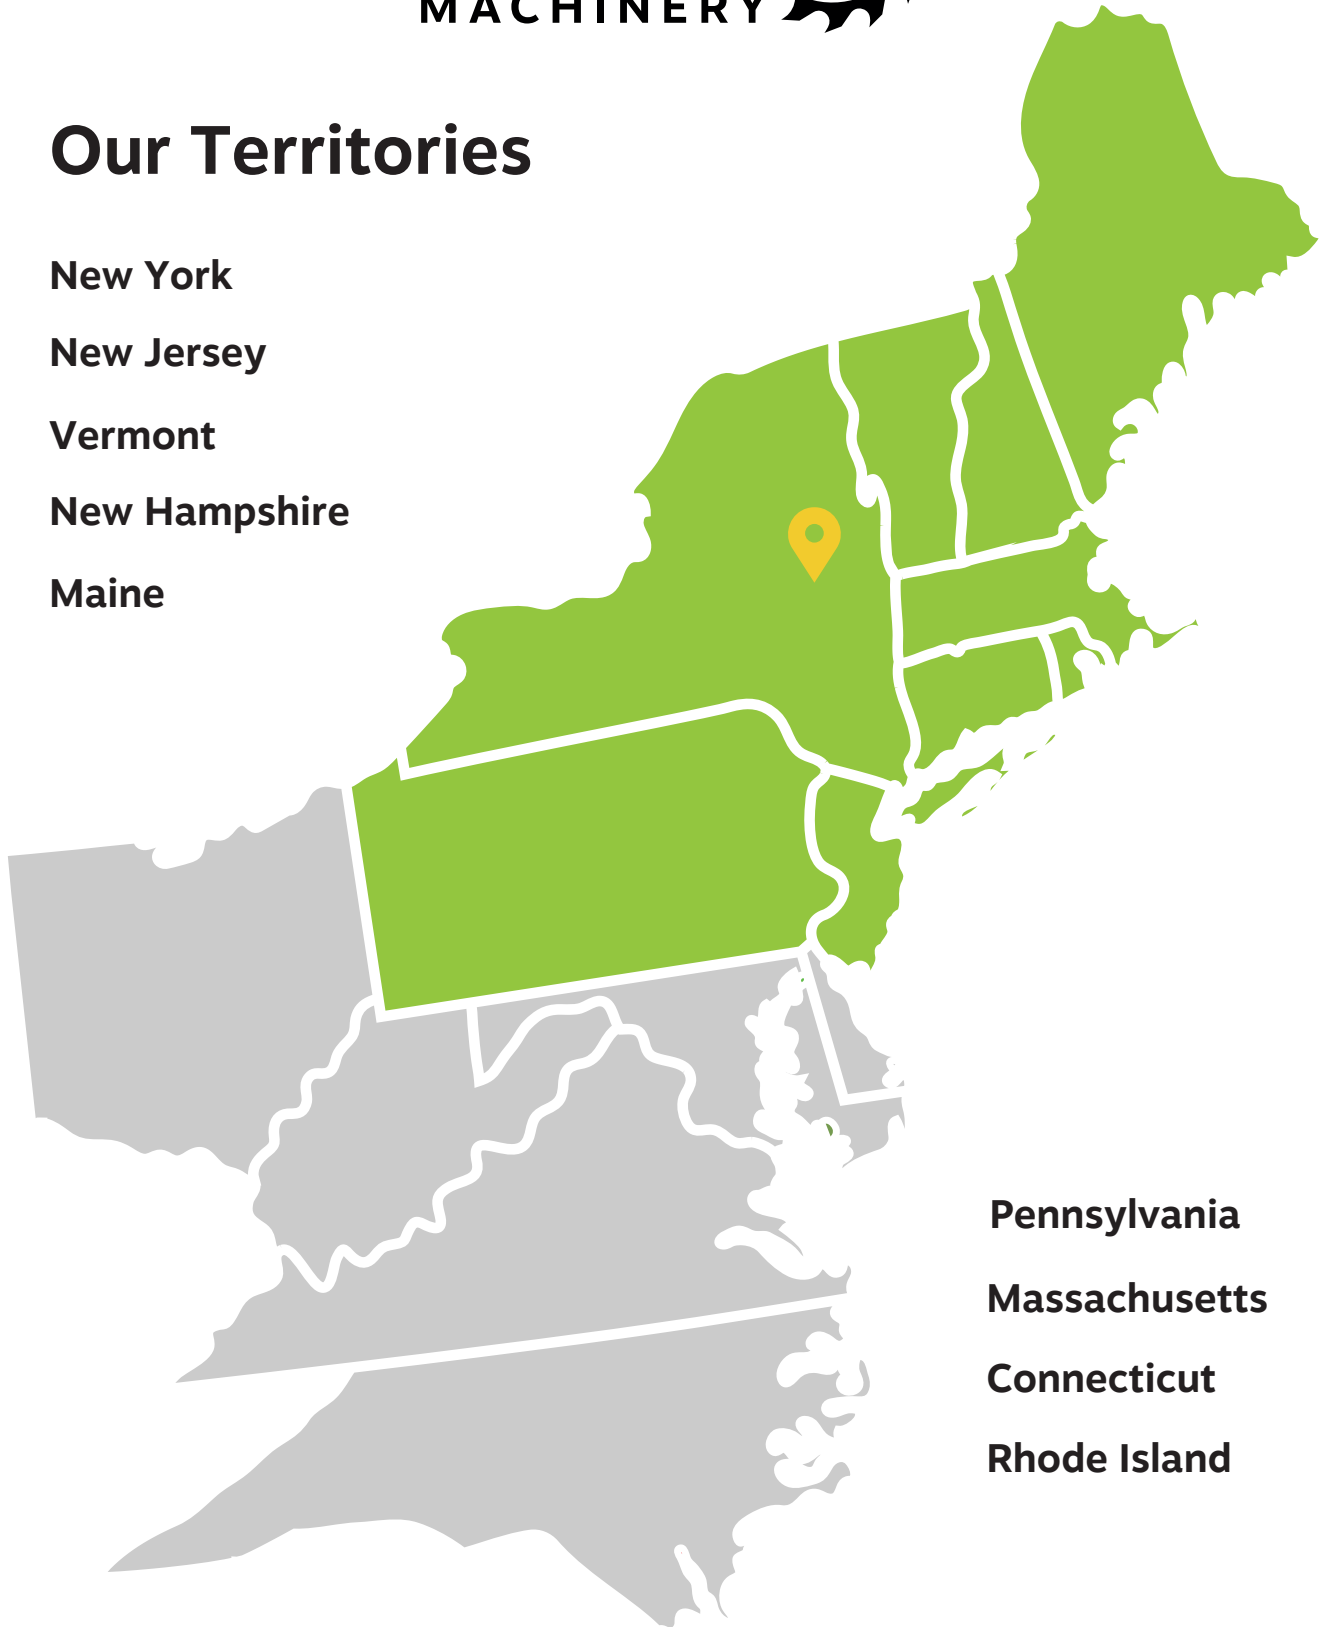 MACHINERY
Our Territories
New York
New Jersey
Vermont
New Hampshire
Maine
Pennsylvania
Massachusetts
Connecticut
Rhode Island